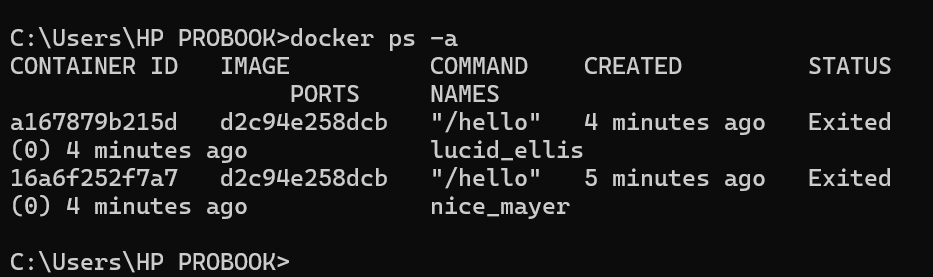 C:\Users\HP PROBOOK>docker ps -a
CONTAINER ID   IMAGE          COMMAND    CREATED         STATUS
                    PORTS     NAMES
a167879b215d   d2c94e258dcb   "/hello"   4 minutes ago   Exited
(0) 4 minutes ago             lucid_ellis
16a6f252f7a7   d2c94e258dcb   "/hello"   5 minutes ago   Exited
(0) 4 minutes ago             nice_mayer
C:\Users\HP PROBOOK>